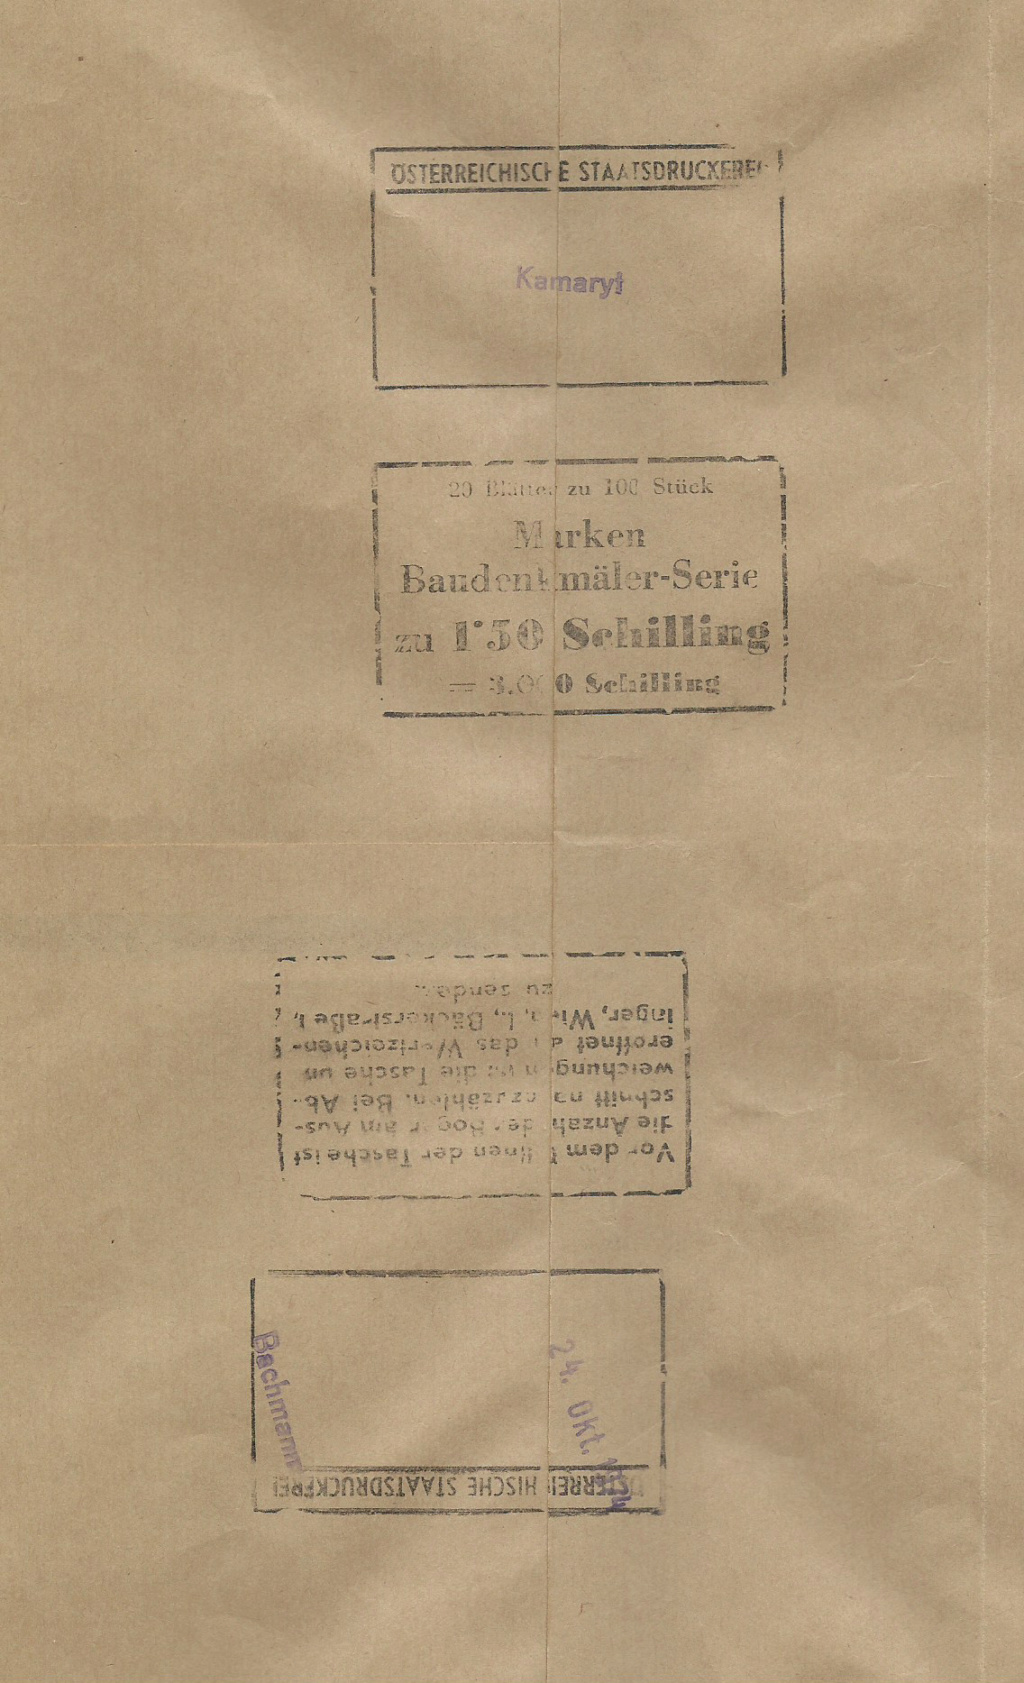 ÖSTERREICHISCHE STAATSDRUCKEREI
Kamaryt
20 Blätter zu 100 Stück
Marken
Baudenkmäler-Serie
zu 1°50 Schilling
= 3.000 Schilling
Vor dem Öffnen der Tasche ist
die Anzahl der Bogen am Aus-
schnitt nachzuzählen. Bei Ab-
weichungen ist die Tasche un
eröffnet an das Wertzeichen-
lager, Wien, I., Bäckerstraße
zu senden.
ÖSTERREICHISCHE STAATSDRUCKEREI
Bachmann
24. Okt.